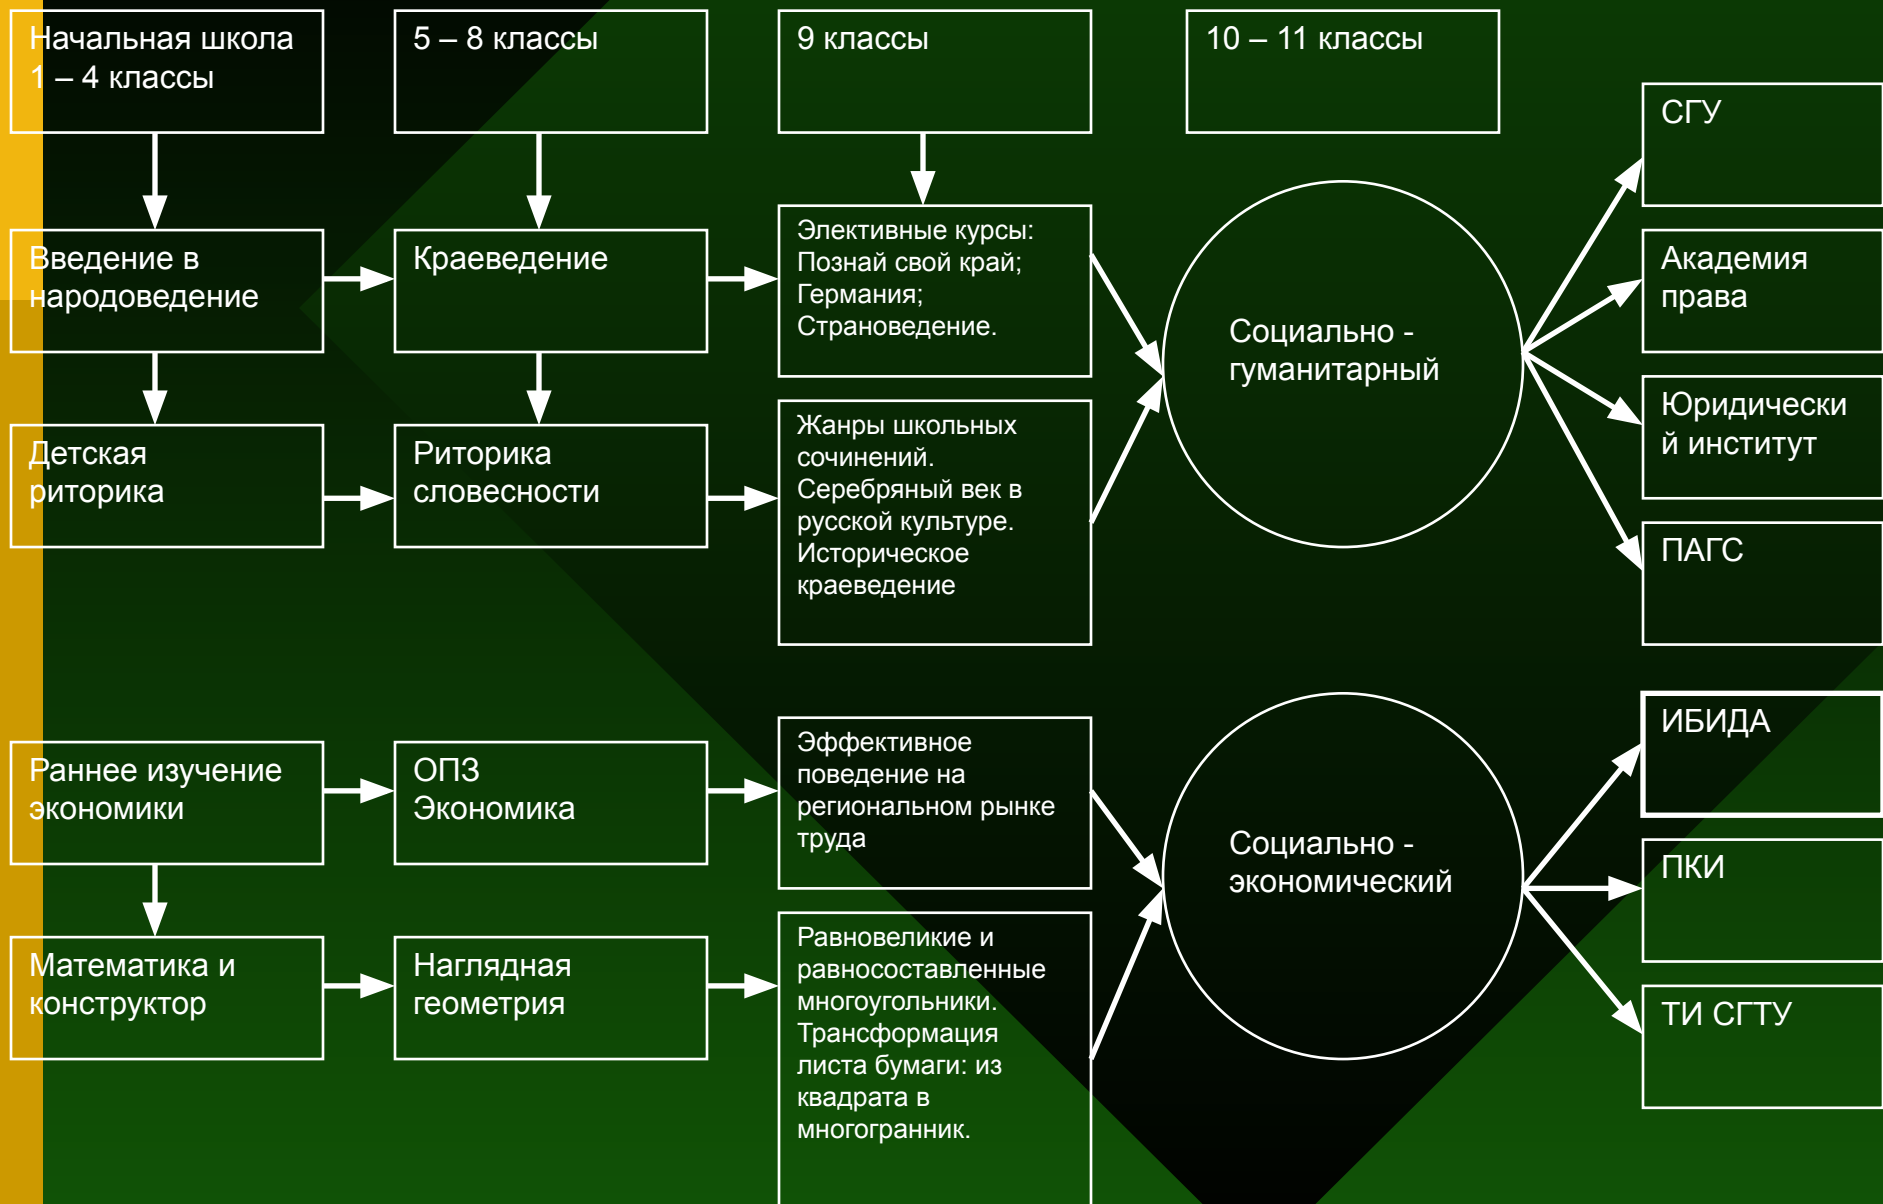 Начальная школа
1 – 4 классы
5 – 8 классы
9 классы
10 – 11 классы
Введение в
народоведение
Краеведение
Элективные курсы:
Познай свой край;
Германия;
Страноведение.
Детская
риторика
Риторика
словесности
Жанры школьных
сочинений.
Серебряный век в
русской культуре.
Историческое
краеведение
Социально -
гуманитарный
СГУ
Академия
права
Юридически
й институт
ПАГС
Раннее изучение
экономики
ОПЗ
Экономика
Эффективное
поведение на
региональном рынке
труда
Математика и
конструктор
Наглядная
геометрия
Равновеликие и
равносоставленные
многоугольники.
Трансформация
листа бумаги: из
квадрата в
многогранник.
Социально -
экономический
ИБИДА
ПКИ
ТИ СГТУ